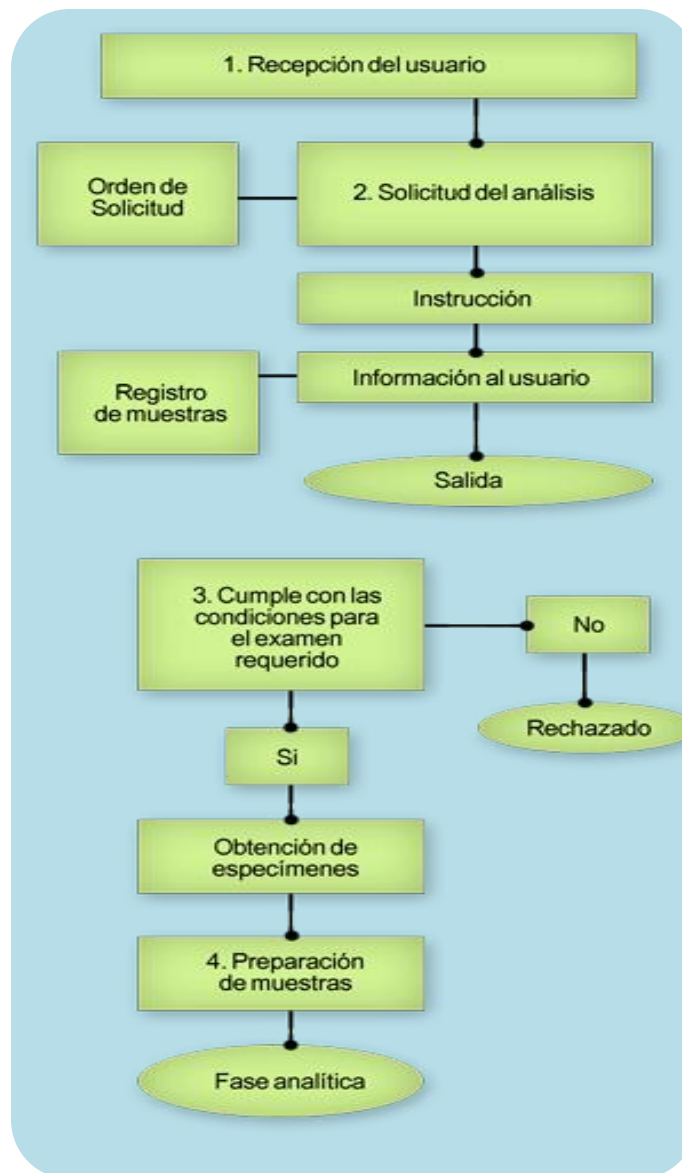 1. Recepción del usuario
Orden de
Solicitud
2. Solicitud del análisis
Instrucción
Registro
de muestras
Información al usuario
Salida
3. Cumple con las
condiciones para
el examen
requerido
No
Rechazado
Si
Obtención de
especímenes
4. Preparación
de muestras
Fase analítica